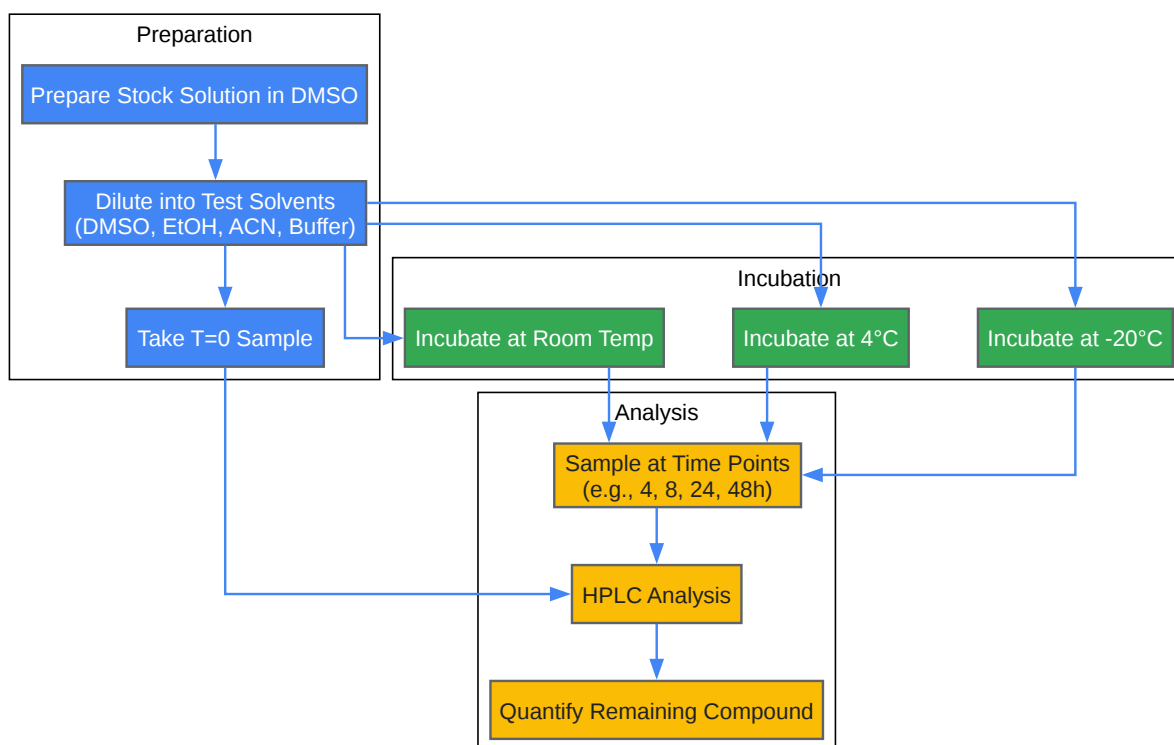 Preparation
Prepare Stock Solution in DMSO
Dilute into Test Solvents
(DMSO, EtOH, ACN, Buffer)
Take T=0 Sample
Incubation
Incubate at Room Temp
Incubate at 4°C
Incubate at -20°C
Analysis
Sample at Time Points
(e.g., 4, 8, 24, 48h)
HPLC Analysis
Quantify Remaining Compound